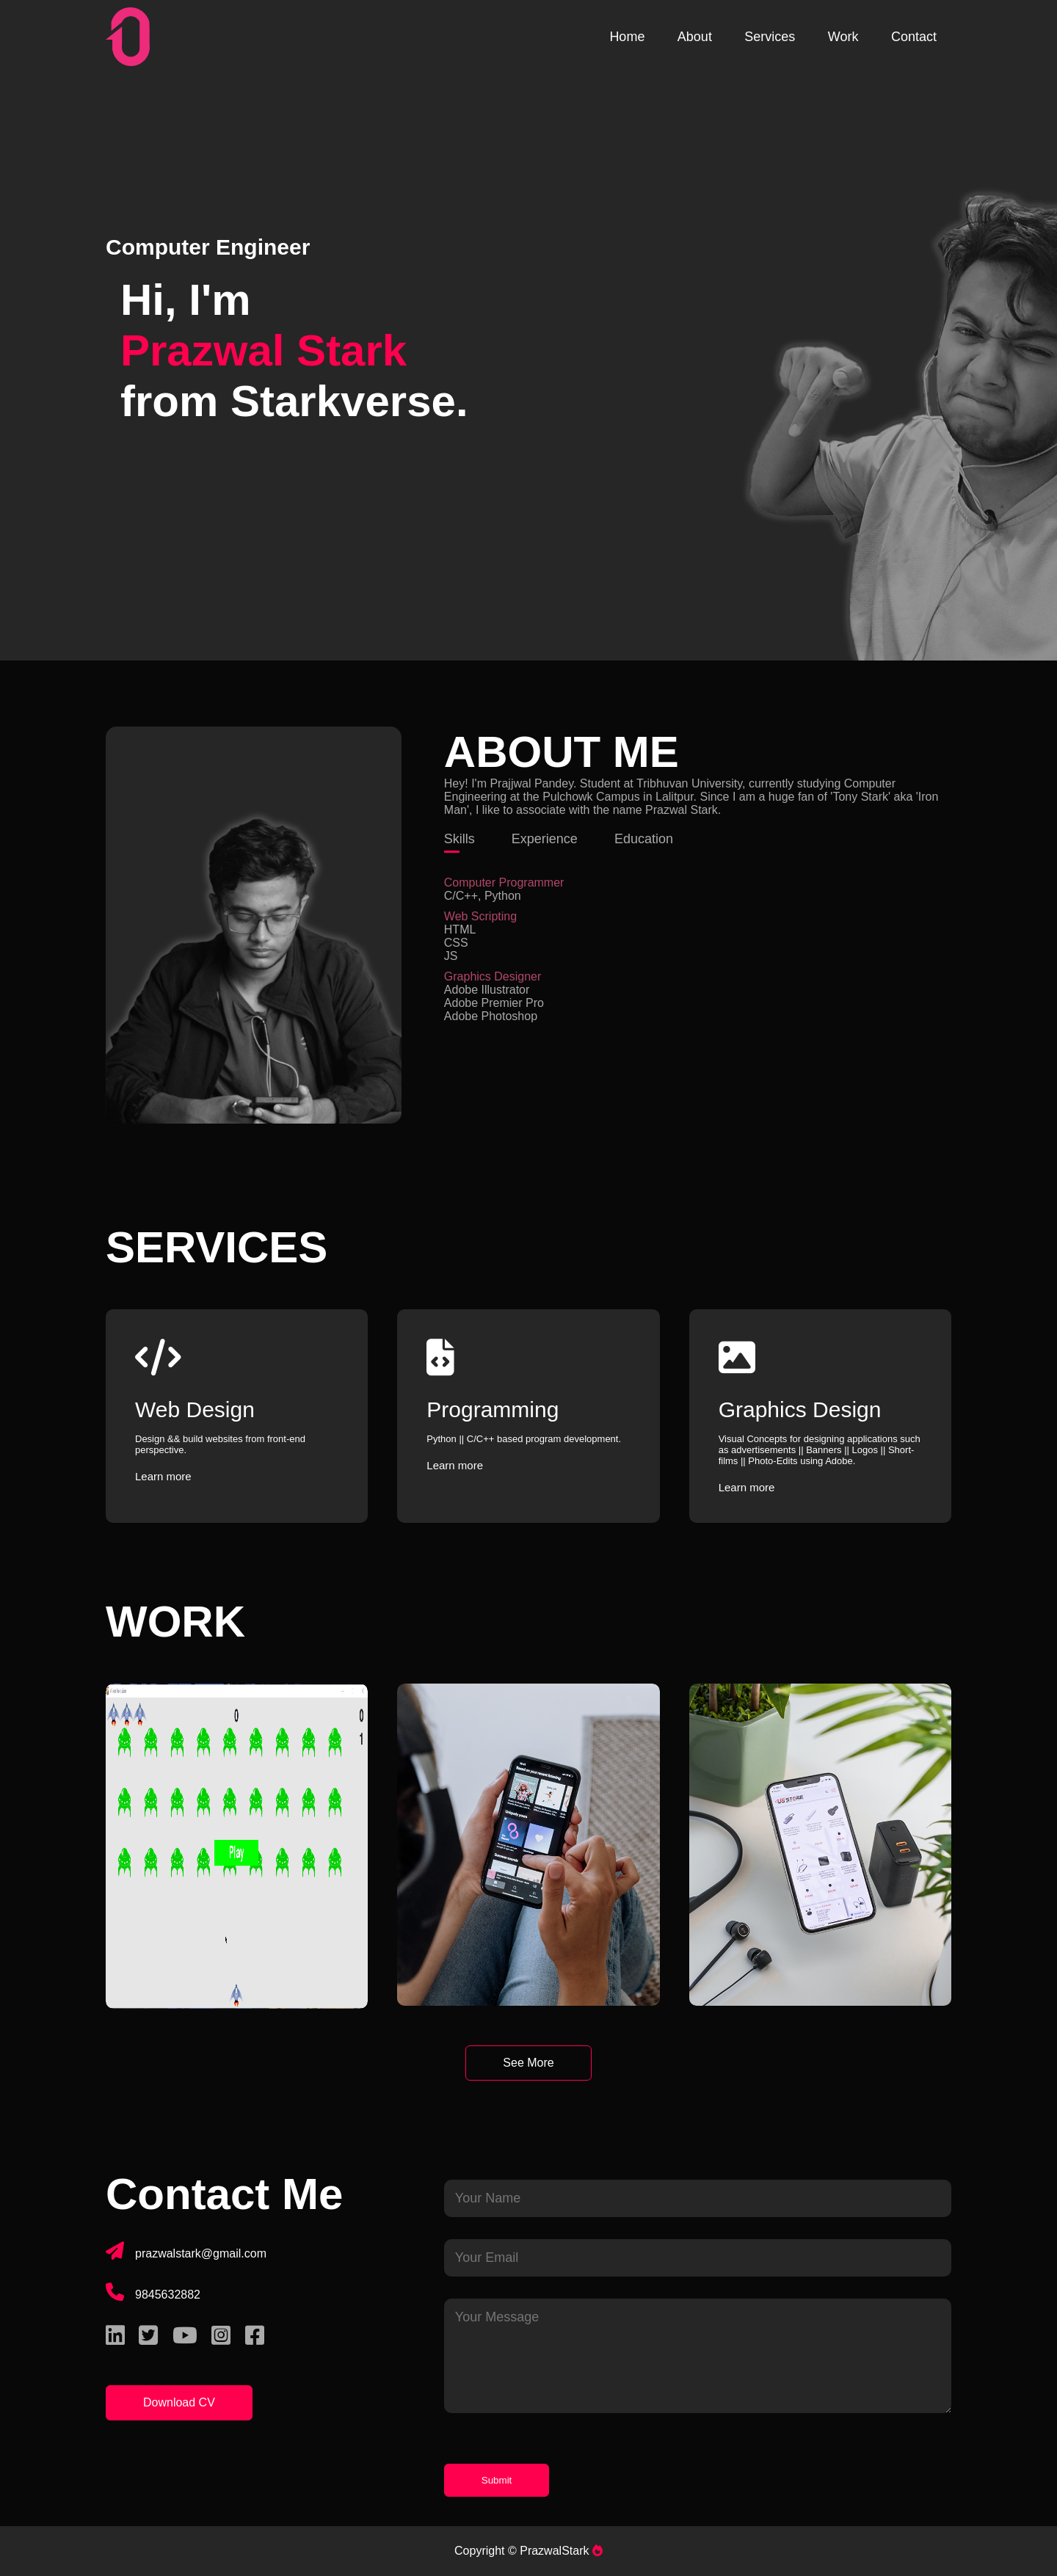 Home About Services Work Contact
Computer Engineer
Hi, I'm
Prazwal Stark
from Starkverse.
ABOUT ME
Hey! I'm Prajjwal Pandey. Student at Tribhuvan University, currently studying Computer
Engineering at the Pulchowk Campus in Lalitpur. Since I am a huge fan of 'Tony Stark' aka 'Iron
Man', I like to associate with the name Prazwal Stark.
Skills Experience Education
Computer Programmer
C/C++, Python
Web Scripting
HTML
CSS
JS
Graphics Designer
Adobe Illustrator
Adobe Premier Pro
Adobe Photoshop
SERVICES
Web Design
Design && build websites from front-end
perspective.
Learn more
Programming
Python || C/C++ based program development.
Learn more
Graphics Design
Visual Concepts for designing applications such
as advertisements || Banners || Logos || Short-
films || Photo-Edits using Adobe.
Learn more
WORK
0 0
1
Play
See More
Contact Me
prazwalstark@gmail.com
9845632882
Download CV
Your Name
Your Email
Your Message
Submit
Copyright © PrazwalStark